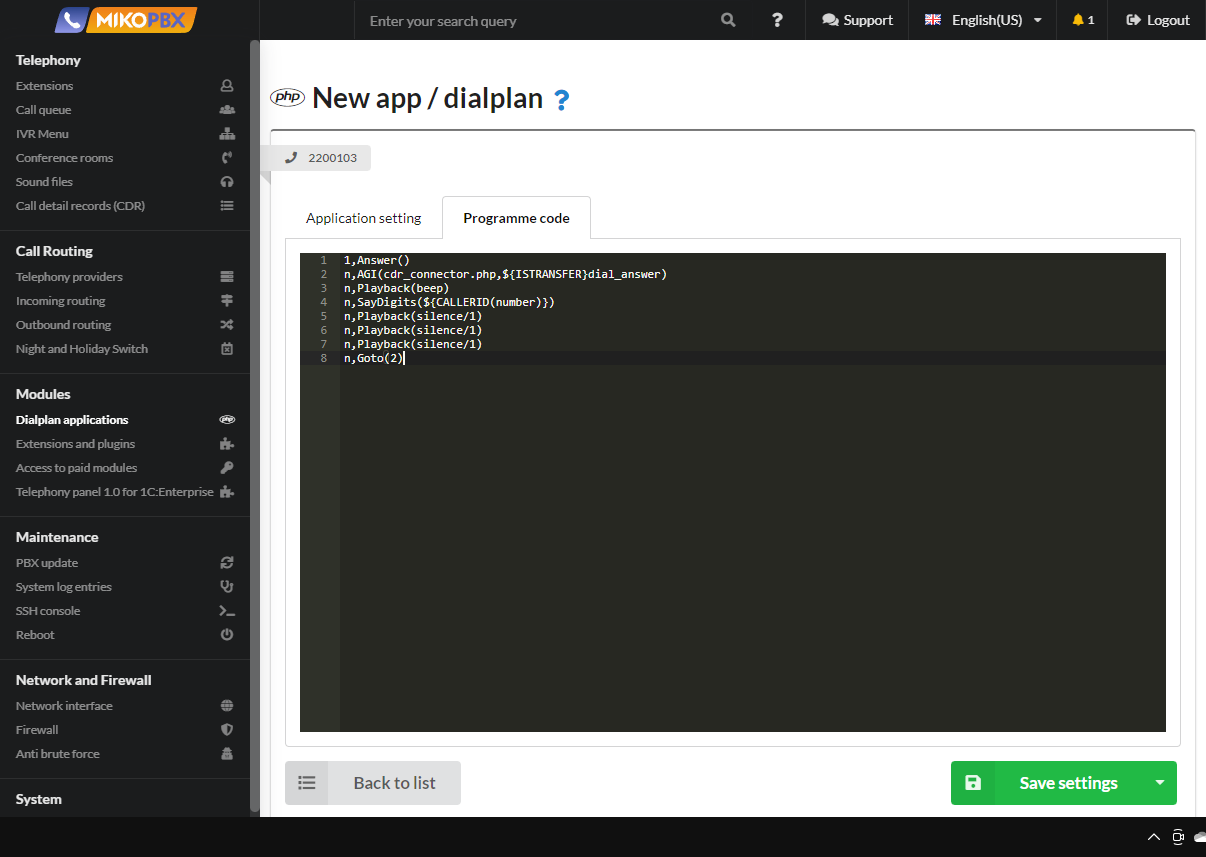 MIKOPBX
Enter your search query
?
Support
English(US)
1
Logout
Telephony
Extensions
Call queue
IVR Menu
Conference rooms
Sound files
Call detail records (CDR)
Call Routing
Telephony providers
Incoming routing
Outbound routing
Night and Holiday Switch
Modules
Dialplan applications
php
Extensions and plugins
Access to paid modules
Telephony panel 1.0 for 1C:Enterprise
Maintenance
PBX update
System log entries
SSH console
Reboot
Network and Firewall
Network interface
Firewall
Anti brute force
System
php New app / dialplan ?
2200103
Application setting
Programme code
1 1,Answer()
2 n,AGI(cdr_connector.php,${ISTRANSFER}dial_answer)
3 n,Playback(beep)
4 n,SayDigits(${CALLERID(number)})
5 n,Playback(silence/1)
6 n,Playback(silence/1)
7 n,Playback(silence/1)
8 n,Goto(2)
Back to list
Save settings